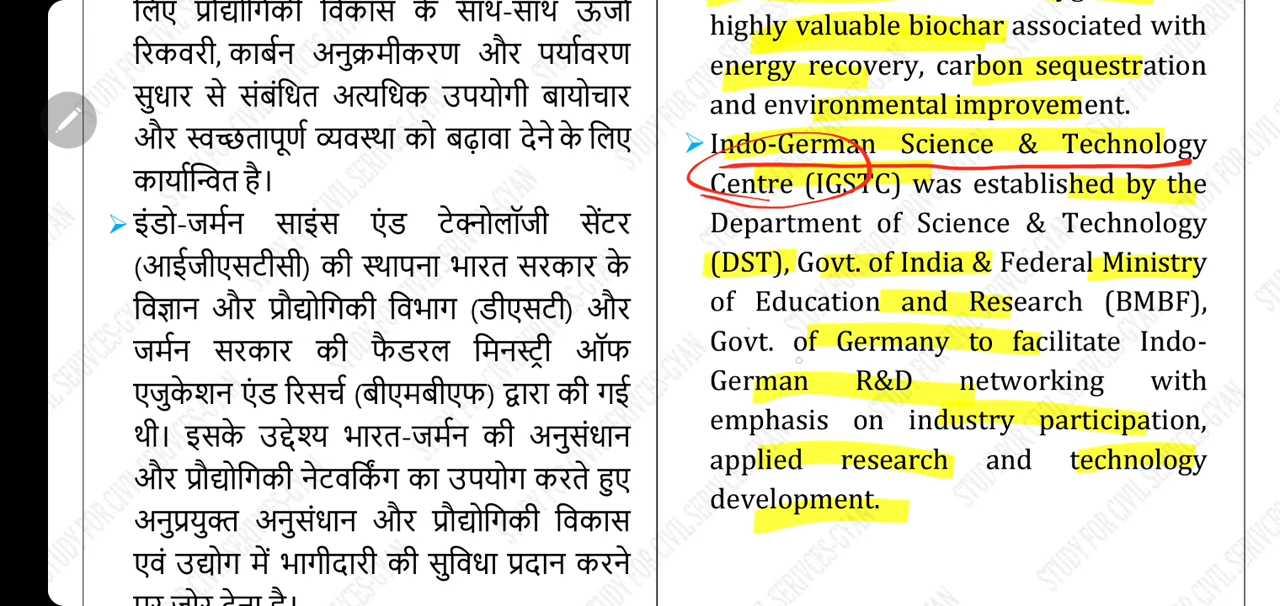 लिए प्रौद्योगिकी विकास के साथ-साथ ऊर्जा
रिकवरी, कार्बन अनुक्रमीकरण और पर्यावरण
सुधार से संबंधित अत्यधिक उपयोगी बायोचार
और स्वच्छतापूर्ण व्यवस्था को बढ़ावा देने के लिए
कार्यान्वित है।
इंडो-जर्मन साइंस एंड टेक्नोलॉजी सेंटर
(आईजीएसटीसी) की स्थापना भारत सरकार के
विज्ञान और प्रौद्योगिकी विभाग (डीएसटी) और
जर्मन सरकार की फैडरल मिनस्ट्री ऑफ
एजुकेशन एंड रिसर्च (बीएमबीएफ) द्वारा की गई
थी। इसके उद्देश्य भारत-जर्मन की अनुसंधान
और प्रौद्योगिकी नेटवर्किंग का उपयोग करते हुए
अनुप्रयुक्त अनुसंधान और प्रौद्योगिकी विकास
एवं उद्योग में भागीदारी की सुविधा प्रदान करने
पर जोर देना है।
highly valuable biochar associated with
energy recovery, carbon sequestration
and environmental improvement.
Indo-German Science & Technology
Centre (IGSTC) was established by the
Department of Science & Technology
(DST), Govt. of India & Federal Ministry
of Education and Research (BMBF),
Govt. of Germany to facilitate Indo-
German R&D networking with
emphasis on industry participation,
applied research and technology
development.